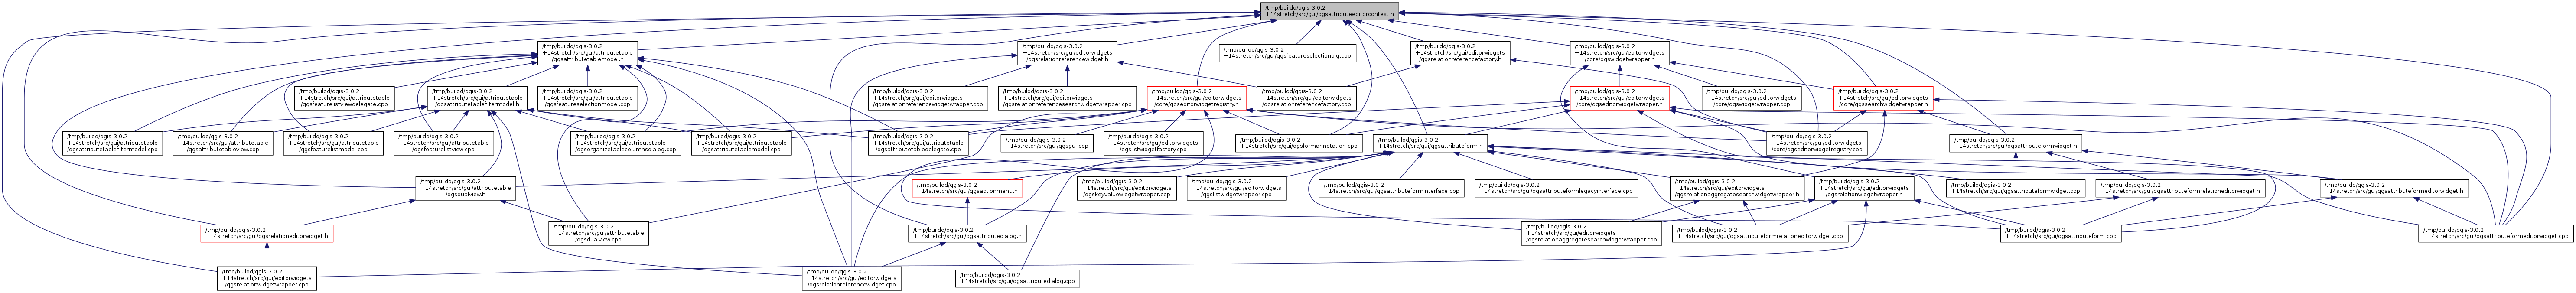 /tmp/buildd/qgis-3.0.2
+14stretch/src/gui/qgsattributeeditorcontext.h
/tmp/buildd/qgis-3.0.2
+14stretch/src/gui/attributetable
/qgsattributetablemodel.h
/tmp/buildd/qgis-3.0.2
+14stretch/src/gui/editorwidgets
/qgsrelationreferencewidget.h
/tmp/buildd/qgis-3.0.2
+14stretch/src/gui/qgsfeatureselectiondlg.cpp
/tmp/buildd/qgis-3.0.2
+14stretch/src/gui/editorwidgets
/qgsrelationreferencefactory.h
/tmp/buildd/qgis-3.0.2
+14stretch/src/gui/editorwidgets
/core/qgswidgetwrapper.h
/tmp/buildd/qgis-3.0.2
+14stretch/src/gui/attributetable
/qgsfeaturelistviewdelegate.cpp
/tmp/buildd/qgis-3.0.2
+14stretch/src/gui/attributetable
/qgsattributetablefiltermodel.h
/tmp/buildd/qgis-3.0.2
+14stretch/src/gui/attributetable
/qgsfeatureselectionmodel.cpp
/tmp/buildd/qgis-3.0.2
+14stretch/src/gui/editorwidgets
/qgsrelationreferencewidgetwrapper.cpp
/tmp/buildd/qgis-3.0.2
+14stretch/src/gui/editorwidgets
/qgsrelationreferencesearchwidgetwrapper.cpp
/tmp/buildd/qgis-3.0.2
+14stretch/src/gui/editorwidgets
/core/qgseditorwidgetregistry.h
/tmp/buildd/qgis-3.0.2
+14stretch/src/gui/editorwidgets
/qgsrelationreferencefactory.cpp
/tmp/buildd/qgis-3.0.2
+14stretch/src/gui/editorwidgets
/core/qgseditorwidgetwrapper.h
/tmp/buildd/qgis-3.0.2
+14stretch/src/gui/editorwidgets
/core/qgswidgetwrapper.cpp
/tmp/buildd/qgis-3.0.2
+14stretch/src/gui/editorwidgets
/core/qgssearchwidgetwrapper.h
/tmp/buildd/qgis-3.0.2
+14stretch/src/gui/attributetable
/qgsattributetablefiltermodel.cpp
/tmp/buildd/qgis-3.0.2
+14stretch/src/gui/attributetable
/qgsattributetableview.cpp
/tmp/buildd/qgis-3.0.2
+14stretch/src/gui/attributetable
/qgsfeaturelistmodel.cpp
/tmp/buildd/qgis-3.0.2
+14stretch/src/gui/attributetable
/qgsfeaturelistview.cpp
/tmp/buildd/qgis-3.0.2
+14stretch/src/gui/attributetable
/qgsorganizetablecolumnsdialog.cpp
/tmp/buildd/qgis-3.0.2
+14stretch/src/gui/attributetable
/qgsattributetablemodel.cpp
/tmp/buildd/qgis-3.0.2
+14stretch/src/gui/attributetable
/qgsattributetabledelegate.cpp
/tmp/buildd/qgis-3.0.2
+14stretch/src/gui/qgsgui.cpp
/tmp/buildd/qgis-3.0.2
+14stretch/src/gui/editorwidgets
/qgslistwidgetfactory.cpp
/tmp/buildd/qgis-3.0.2
+14stretch/src/gui/qgsformannotation.cpp
/tmp/buildd/qgis-3.0.2
+14stretch/src/gui/qgsattributeform.h
/tmp/buildd/qgis-3.0.2
+14stretch/src/gui/editorwidgets
/core/qgseditorwidgetregistry.cpp
/tmp/buildd/qgis-3.0.2
+14stretch/src/gui/qgsattributeformwidget.h
/tmp/buildd/qgis-3.0.2
+14stretch/src/gui/attributetable
/qgsdualview.h
/tmp/buildd/qgis-3.0.2
+14stretch/src/gui/qgsactionmenu.h
/tmp/buildd/qgis-3.0.2
+14stretch/src/gui/editorwidgets
/qgskeyvaluewidgetwrapper.cpp
/tmp/buildd/qgis-3.0.2
+14stretch/src/gui/editorwidgets
/qgslistwidgetwrapper.cpp
/tmp/buildd/qgis-3.0.2
+14stretch/src/gui/qgsattributeforminterface.cpp
/tmp/buildd/qgis-3.0.2
+14stretch/src/gui/qgsattributeformlegacyinterface.cpp
/tmp/buildd/qgis-3.0.2
+14stretch/src/gui/editorwidgets
/qgsrelationaggregatesearchwidgetwrapper.h
/tmp/buildd/qgis-3.0.2
+14stretch/src/gui/editorwidgets
/qgsrelationwidgetwrapper.h
/tmp/buildd/qgis-3.0.2
+14stretch/src/gui/qgsattributeformwidget.cpp
/tmp/buildd/qgis-3.0.2
+14stretch/src/gui/qgsattributeformrelationeditorwidget.h
/tmp/buildd/qgis-3.0.2
+14stretch/src/gui/qgsattributeformeditorwidget.h
/tmp/buildd/qgis-3.0.2
+14stretch/src/gui/qgsrelationeditorwidget.h
/tmp/buildd/qgis-3.0.2
+14stretch/src/gui/attributetable
/qgsdualview.cpp
/tmp/buildd/qgis-3.0.2
+14stretch/src/gui/qgsattributedialog.h
/tmp/buildd/qgis-3.0.2
+14stretch/src/gui/editorwidgets
/qgsrelationaggregatesearchwidgetwrapper.cpp
/tmp/buildd/qgis-3.0.2
+14stretch/src/gui/qgsattributeformrelationeditorwidget.cpp
/tmp/buildd/qgis-3.0.2
+14stretch/src/gui/qgsattributeform.cpp
/tmp/buildd/qgis-3.0.2
+14stretch/src/gui/qgsattributeformeditorwidget.cpp
/tmp/buildd/qgis-3.0.2
+14stretch/src/gui/editorwidgets
/qgsrelationwidgetwrapper.cpp
/tmp/buildd/qgis-3.0.2
+14stretch/src/gui/editorwidgets
/qgsrelationreferencewidget.cpp
/tmp/buildd/qgis-3.0.2
+14stretch/src/gui/qgsattributedialog.cpp